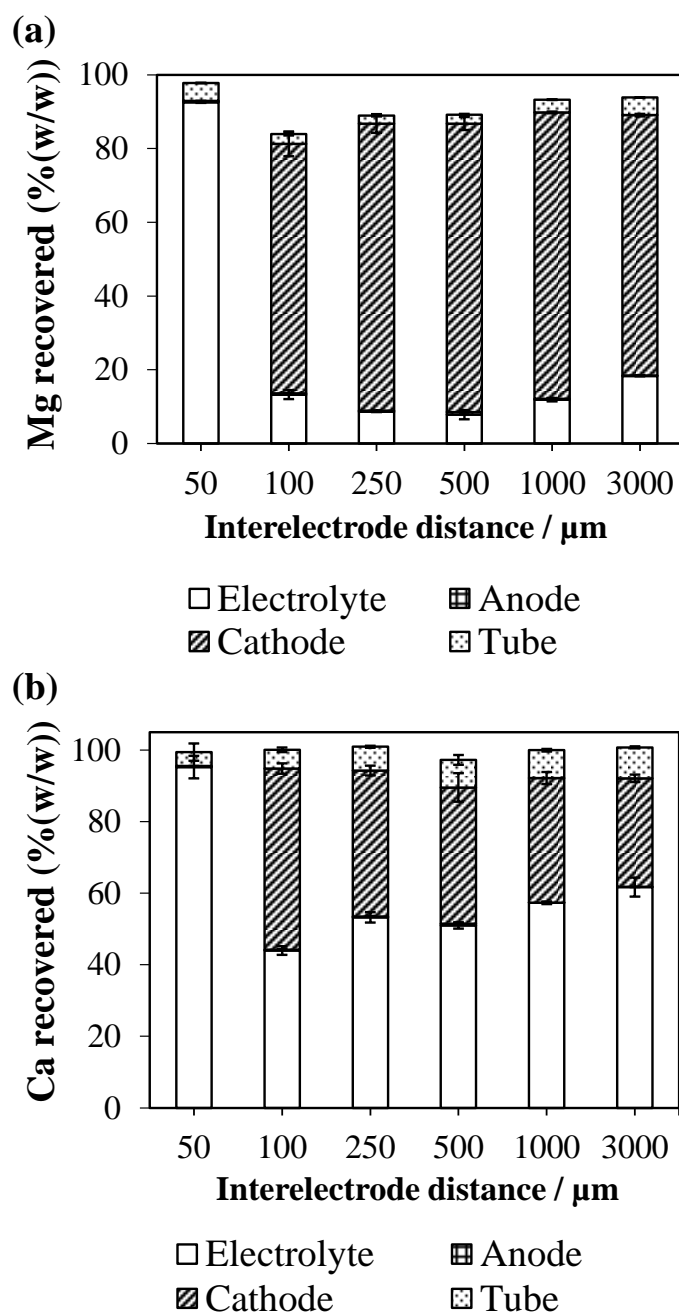 (a)
Mg recovered (%(w/w))
100
80
60
40
20
0
50 100 250 500 1000 3000
Interelectrode distance / µm
Electrolyte Anode
Cathode Tube
(b)
Ca recovered (%(w/w))
100
80
60
40
20
0
50 100 250 500 1000 3000
Interelectrode distance / µm
Electrolyte Anode
Cathode Tube